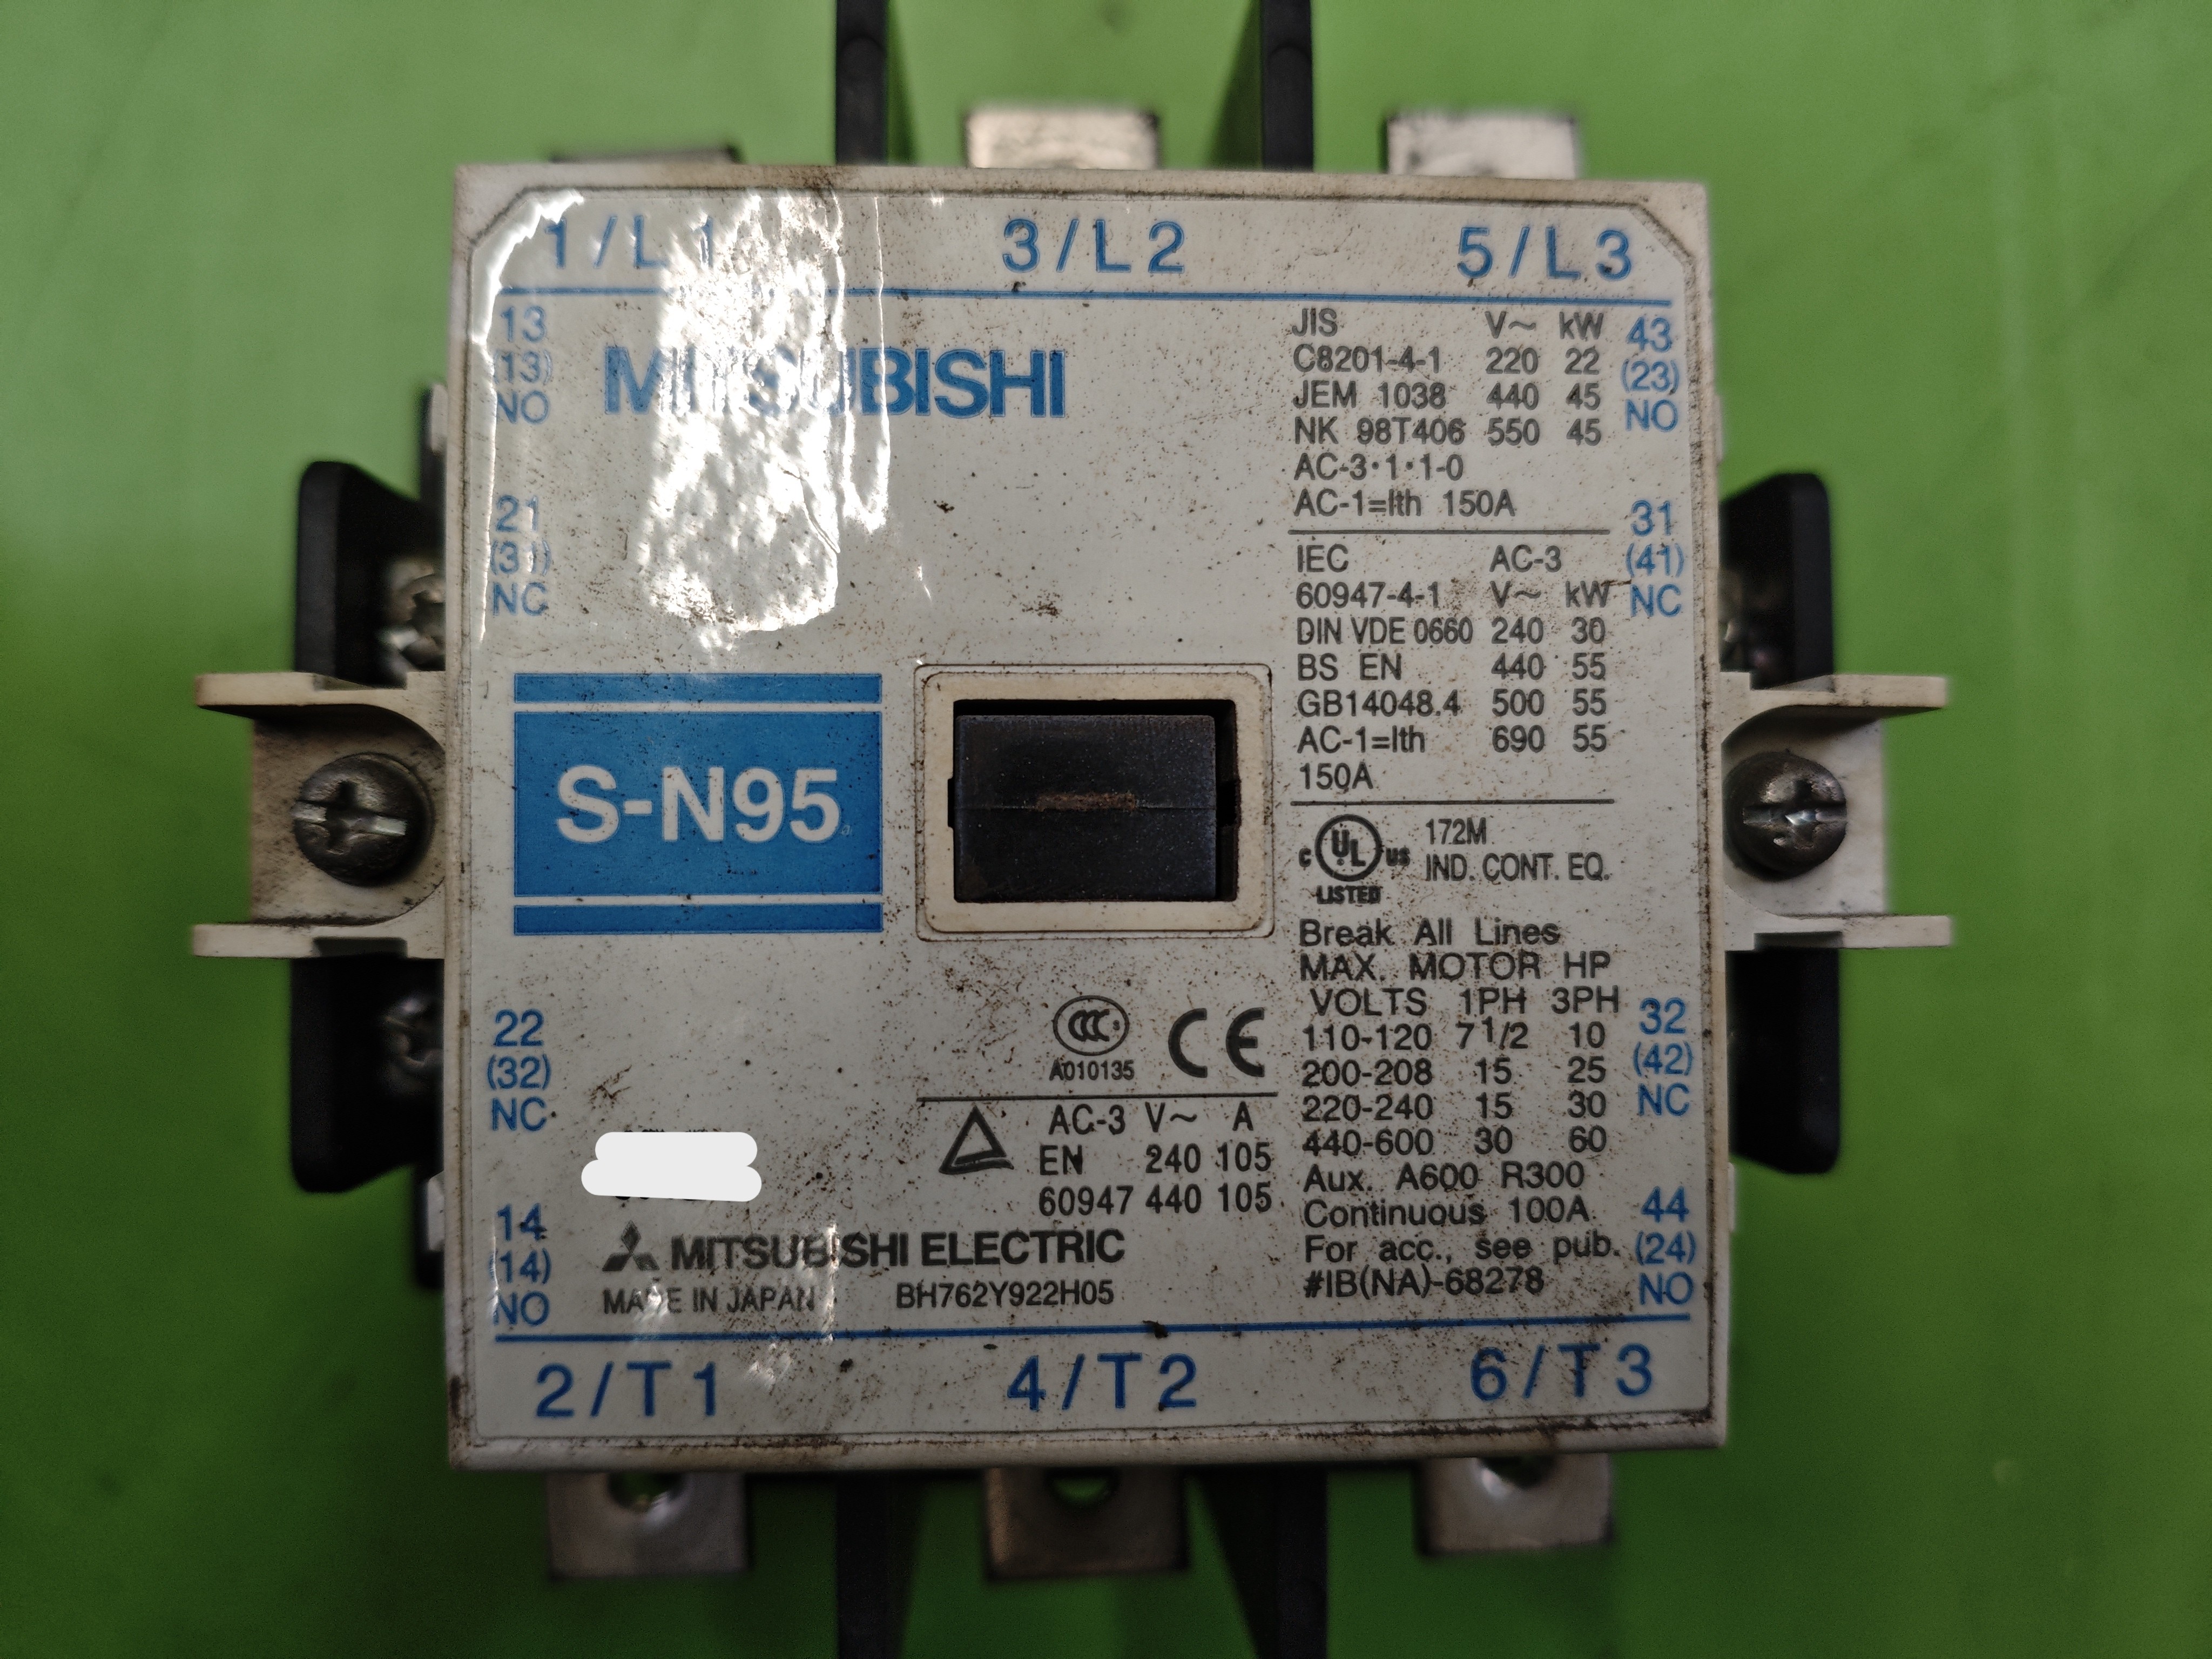 1/L1 3/L2 5/L3
13
(13)
NO
MITSUBISHI
21
(31)
NC
S-N95
22
(32)
NC
14
(14)
NO
JIS V~ kW
C8201-4-1 220 22
JEM 1038 440 45
NK 98T406 550 45
AC-3·1·1-0
AC-1=Ith 150A
43
(23)
NO
IEC AC-3
60947-4-1 V~ kW
DIN VDE 0660 240 30
BS EN 440 55
GB14048.4 500 55
AC-1=Ith 690 55
150A
31
(41)
NC
C UL US
LISTED
172M
IND. CONT. EQ.
Break All Lines
MAX. MOTOR HP
VOLTS 1PH 3PH
110-120 7 1/2 10
200-208 15 25
220-240 15 30
440-600 30 60
Aux. A600 R300
Continuous 100A
For acc., see pub.
#IB(NA)-68278
32
(42)
NC
44
(24)
NO
CCC
A010135
CE
AC-3 V~ A
EN 240 105
60947 440 105
MITSUBISHI ELECTRIC
MADE IN JAPAN BH762Y922H05
2/T1 4/T2 6/T3